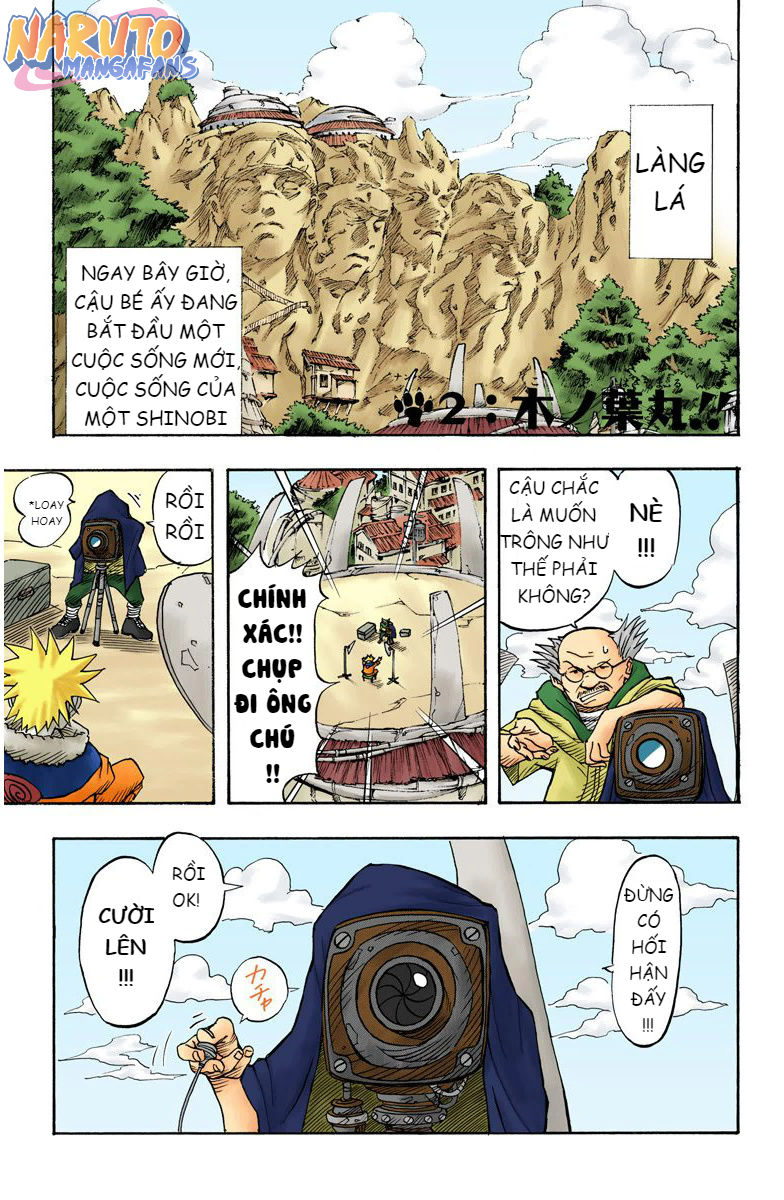 NARUTO
MANGAFANS
LÀNG
LÁ
NGAY BÂY GIỜ,
CẬU BÉ ẤY ĐANG
BẮT ĐẦU MỘT
CUỘC SỐNG MỚI,
CUỘC SỐNG CỦA
MỘT SHINOBI
2:木ノ葉丸!!
NÈ
!!!
CẬU CHẮC
LÀ MUỐN
TRÔNG NHƯ
THẾ PHẢI
KHÔNG?
CHÍNH
XÁC!!
CHỤP
ĐI ÔNG
CHÚ
!!
RỒI
RỒI
*LOAY
HOAY
ĐỪNG
CÓ
HỐI
HẬN
ĐẤY
!!!
RỒI
OK!
CƯỜI
LÊN
!!!
カチャ